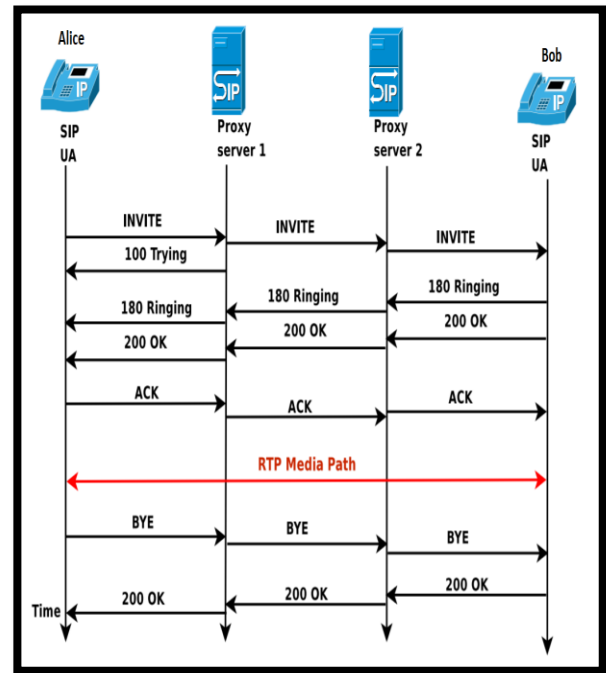 Alice
Bob
IP
SIP
SIP
IP
SIP
UA
Proxy
server 1
Proxy
server 2
SIP
UA
INVITE
INVITE
INVITE
100 Trying
180 Ringing
180 Ringing
180 Ringing
200 OK
200 OK
200 OK
ACK
ACK
ACK
RTP Media Path
BYE
BYE
BYE
200 OK
200 OK
200 OK
Time